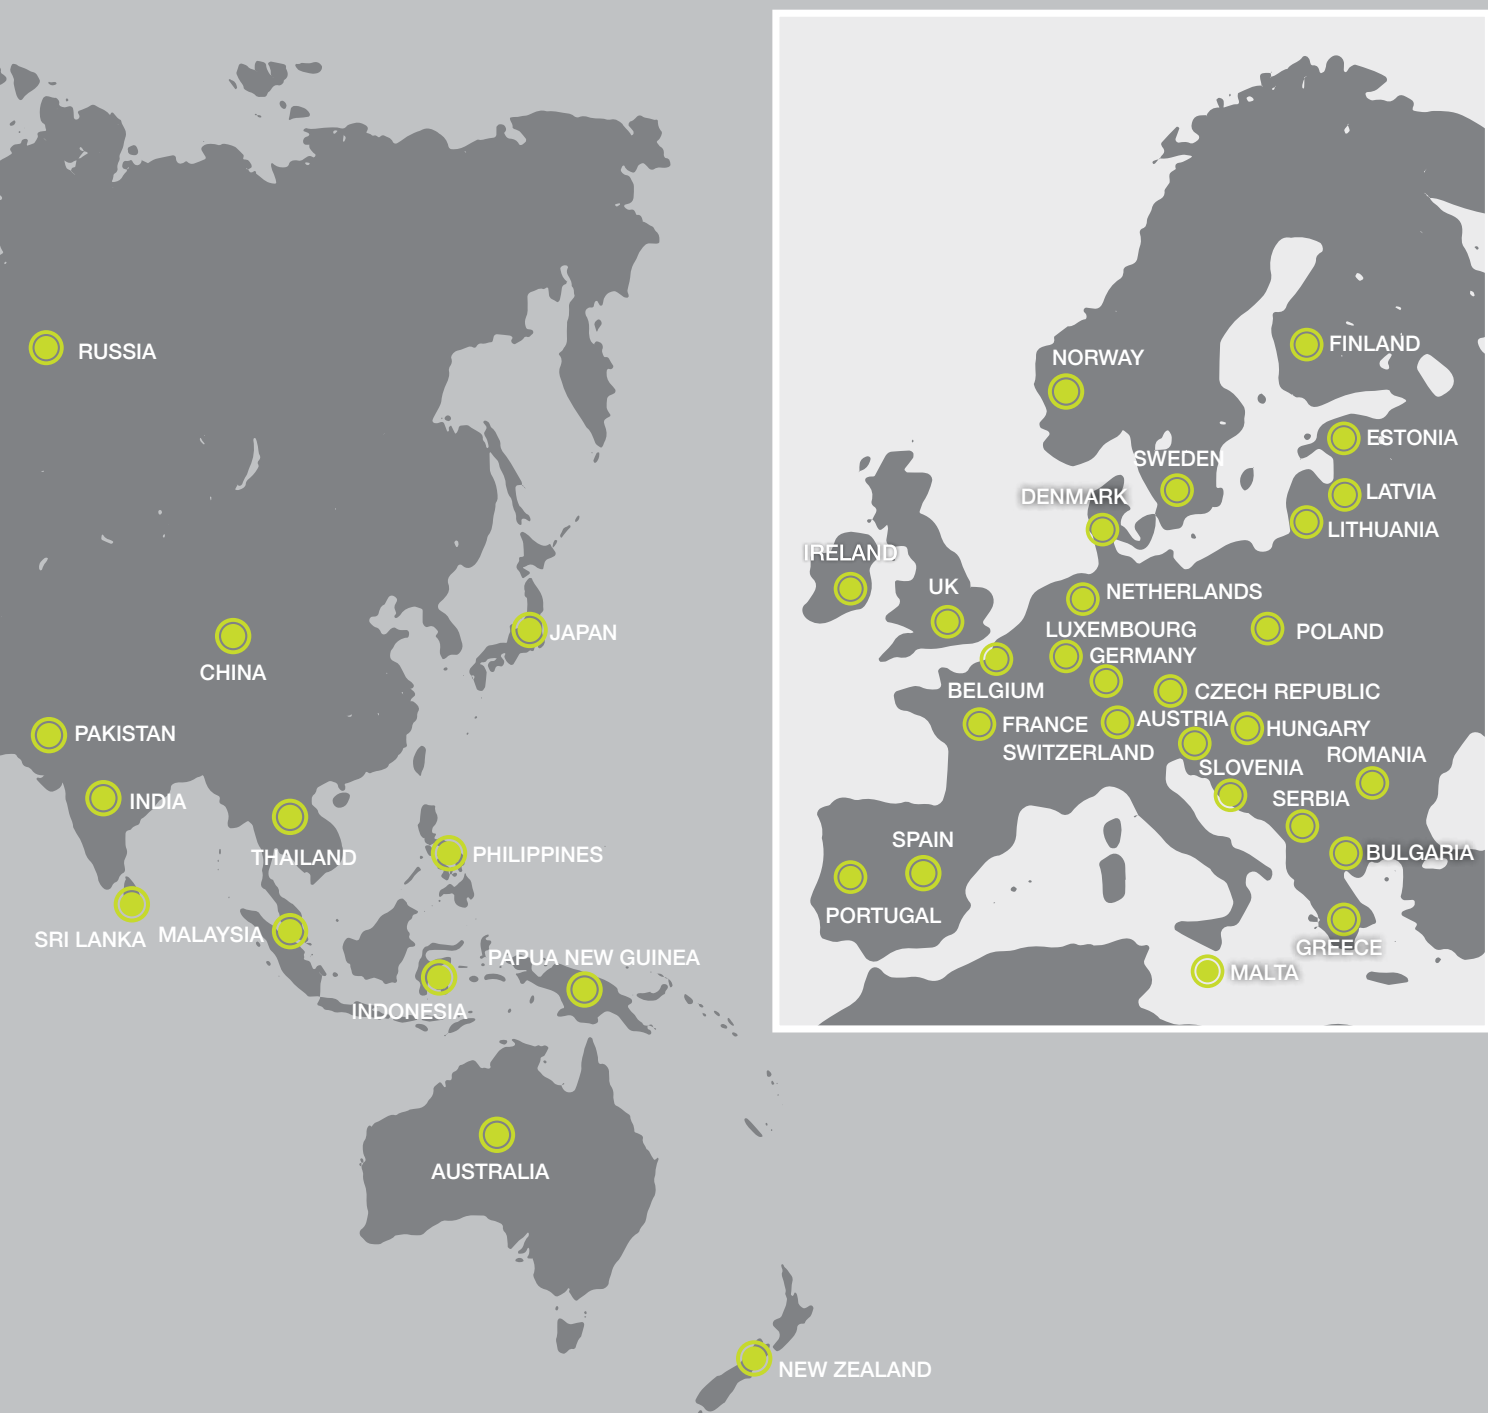 RUSSIA
CHINA
JAPAN
PAKISTAN
INDIA
THAILAND
PHILIPPINES
SRI LANKA
MALAYSIA
PAPUA NEW GUINEA
INDONESIA
AUSTRALIA
NEW ZEALAND
FINLAND
NORWAY
ESTONIA
SWEDEN
LATVIA
DENMARK
LITHUANIA
IRELAND
UK
NETHERLANDS
LUXEMBOURG
POLAND
GERMANY
BELGIUM
CZECH REPUBLIC
FRANCE
AUSTRIA
HUNGARY
SWITZERLAND
ROMANIA
SLOVENIA
SERBIA
SPAIN
BULGARIA
PORTUGAL
GREECE
MALTA